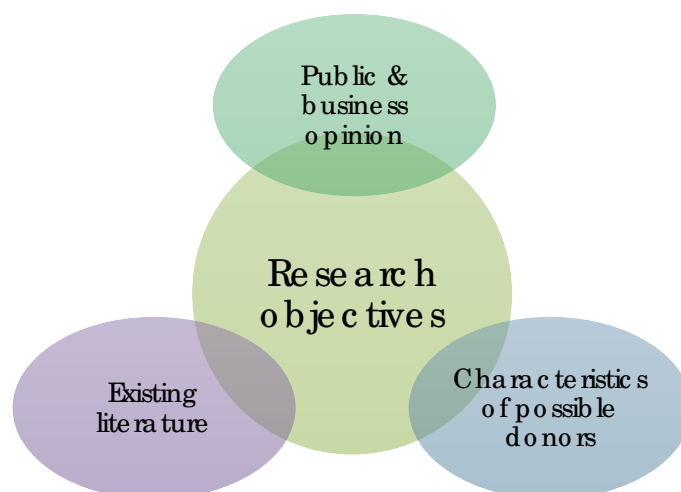 Public &
business
opinion
Research
objectives
Existing
literature
Characteristics
of possible
donors